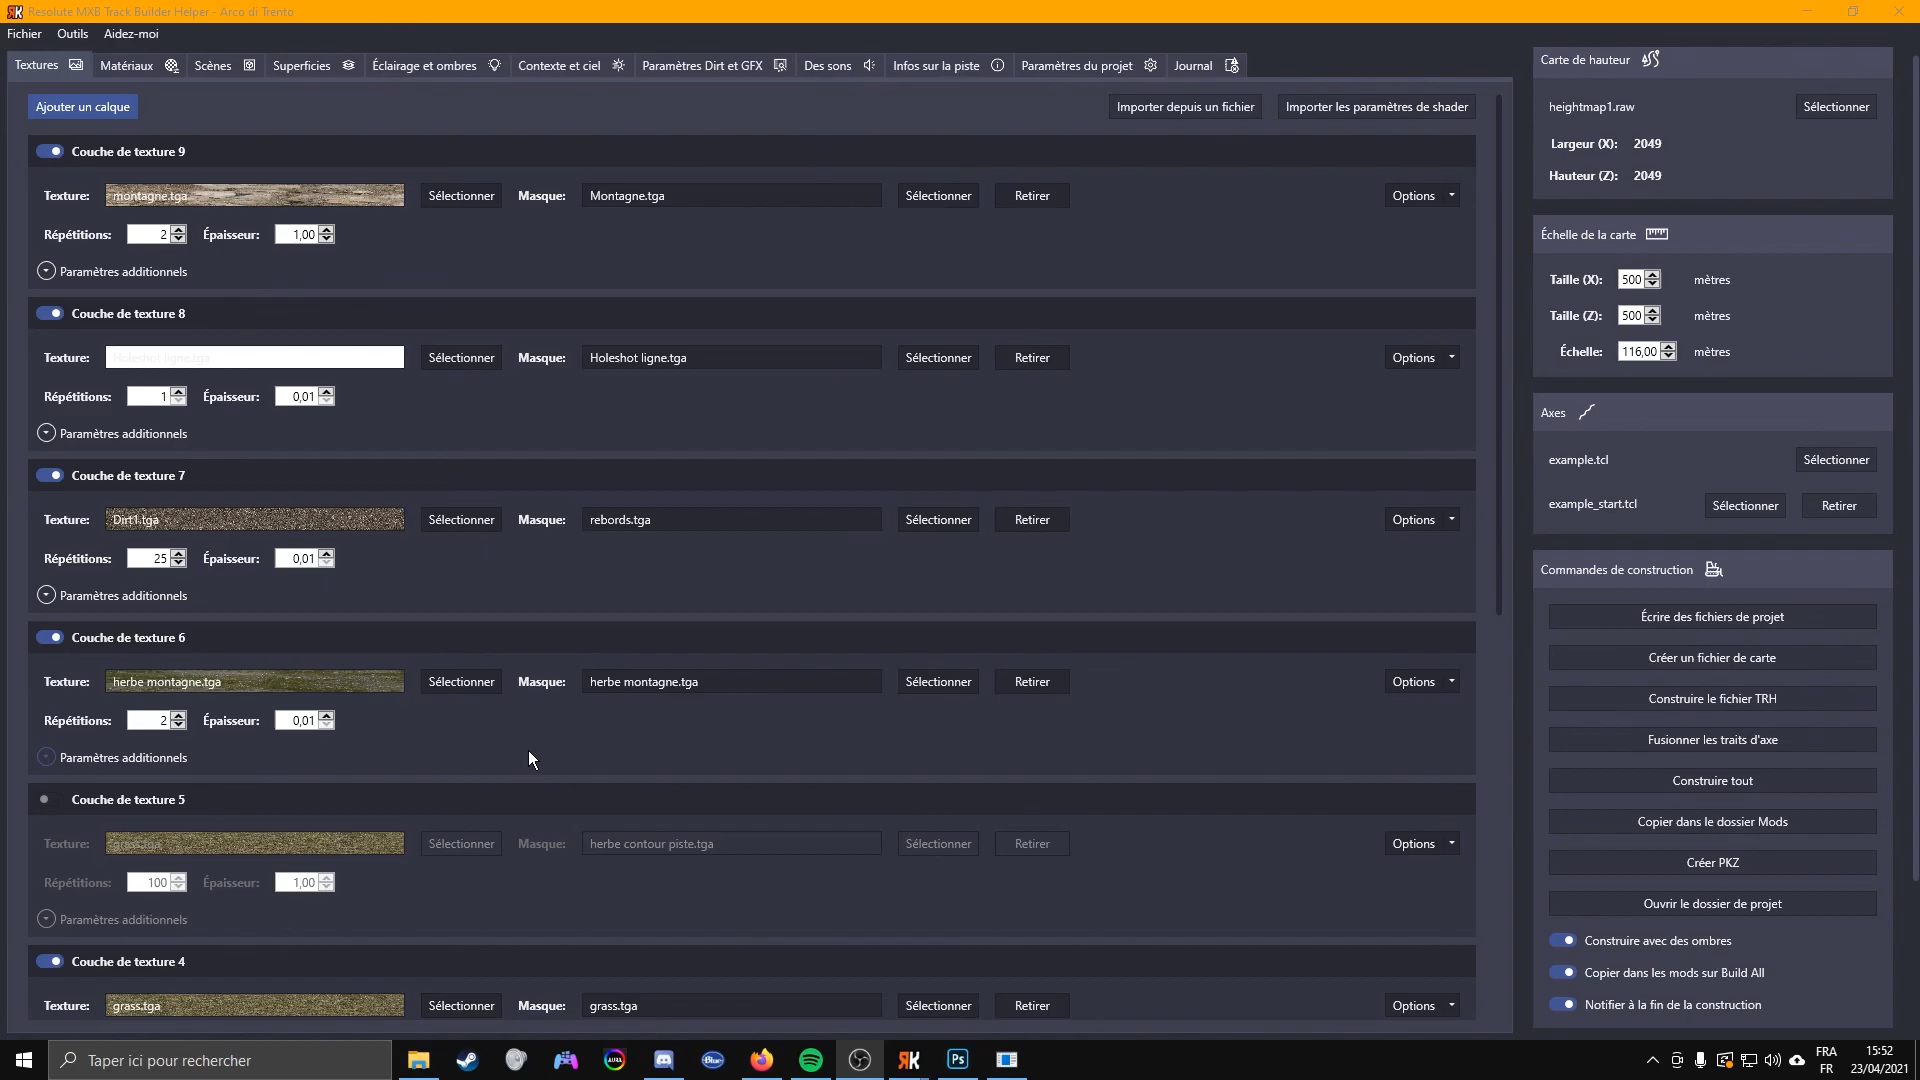 Resolute MXB Track Builder Helper - Arco di Trento
Fichier Outils Aidez-moi
Textures Matériaux Scènes Superficies Éclairage et ombres Contexte et ciel Paramètres Dirt et GFX Des sons Infos sur la piste Paramètres du projet Journal
Ajouter un calque Importer depuis un fichier Importer les paramètres de shader
Couche de texture 9
Texture: montagne.tga Sélectionner Masque: Montagne.tga Sélectionner Retirer Options
Répétitions: 2 Épaisseur: 1,00
Paramètres additionnels
Couche de texture 8
Texture: Holeshot ligne.tga Sélectionner Masque: Holeshot ligne.tga Sélectionner Retirer Options
Répétitions: 1 Épaisseur: 0,01
Paramètres additionnels
Couche de texture 7
Texture: Dirt1.tga Sélectionner Masque: rebords.tga Sélectionner Retirer Options
Répétitions: 25 Épaisseur: 0,01
Paramètres additionnels
Couche de texture 6
Texture: herbe montagne.tga Sélectionner Masque: herbe montagne.tga Sélectionner Retirer Options
Répétitions: 2 Épaisseur: 0,01
Paramètres additionnels
Couche de texture 5
Texture: grass.tga Sélectionner Masque: herbe contour piste.tga Sélectionner Retirer Options
Répétitions: 100 Épaisseur: 1,00
Paramètres additionnels
Couche de texture 4
Texture: grass.tga Sélectionner Masque: grass.tga Sélectionner Retirer Options
Carte de hauteur
heightmap1.raw Sélectionner
Largeur (X): 2049
Hauteur (Z): 2049
Échelle de la carte
Taille (X): 500 mètres
Taille (Z): 500 mètres
Échelle: 116,00 mètres
Axes
example.tcl Sélectionner
example_start.tcl Sélectionner Retirer
Commandes de construction
Écrire des fichiers de projet
Créer un fichier de carte
Construire le fichier TRH
Fusionner les traits d'axe
Construire tout
Copier dans le dossier Mods
Créer PKZ
Ouvrir le dossier de projet
Construire avec des ombres
Copier dans les mods sur Build All
Notifier à la fin de la construction
Taper ici pour rechercher
AURA
Blue
RK
Ps
FRA
FR
15:52
23/04/2021